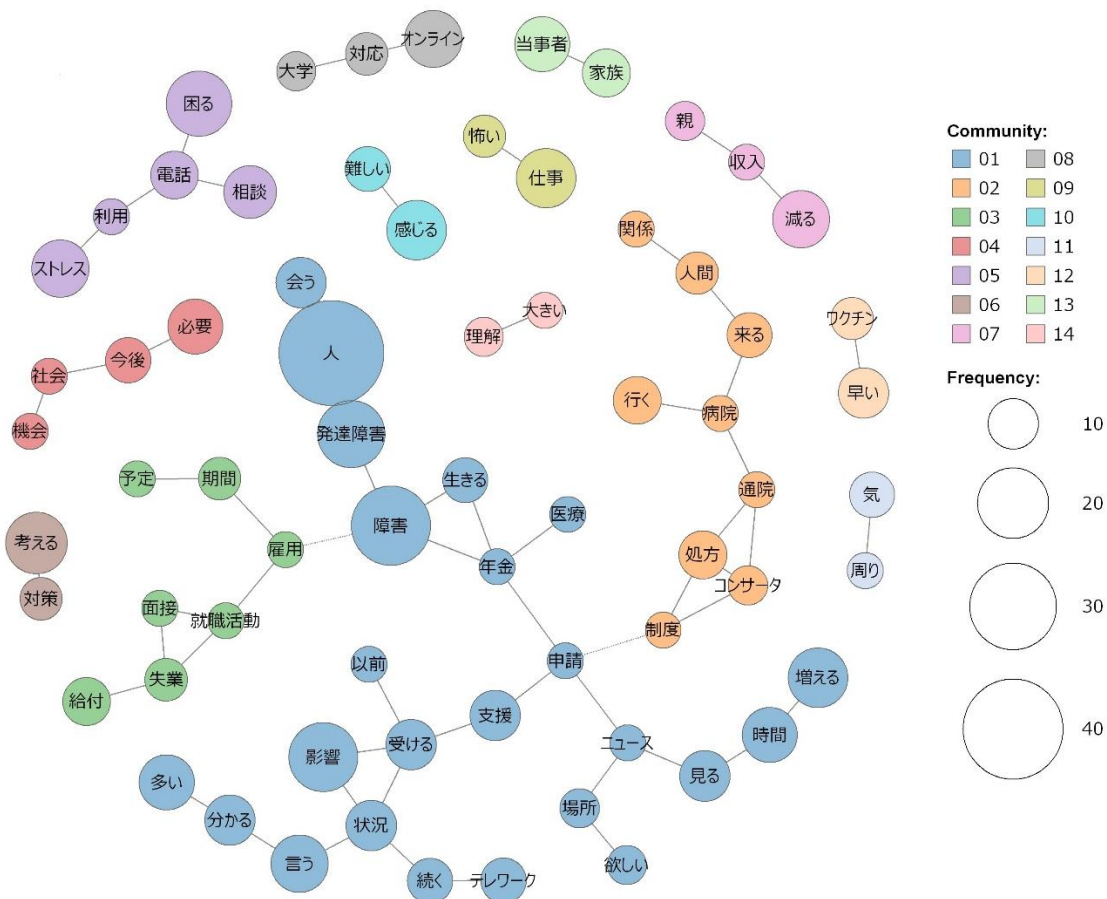 オンライン
対応
大学
当事者
家族
困る
電話
相談
利用
ストレス
難しい
感じる
怖い
仕事
親
収入
減る
会う
人
発達障害
理解
大きい
関係
人間
来る
行く
病院
通院
処方
コンサータ
制度
ワクチン
早い
気
周り
必要
今後
社会
機会
予定
期間
雇用
考える
対策
面接
就職活動
失業
給付
障害
生きる
医療
年金
申請
以前
支援
受ける
影響
状況
多い
分かる
言う
続く
テレワーク
ニュース
場所
欲しい
見る
時間
増える
Community:
01 08
02 09
03 10
04 11
05 12
06 13
07 14
Frequency:
10
20
30
40